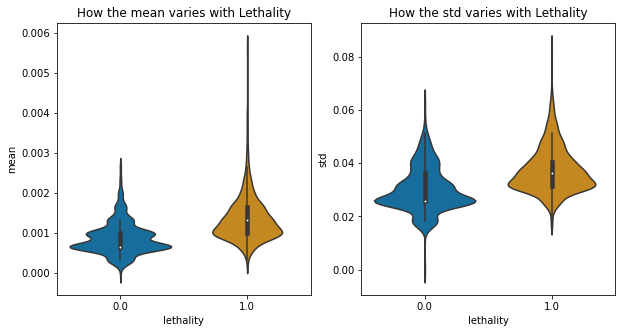 How the mean varies with Lethality
How the std varies with Lethality
0.006
0.005
0.004
0.003
0.002
0.001
0.000
mean
0.0
1.0
lethality
0.08
0.06
0.04
0.02
0.00
std
0.0
1.0
lethality